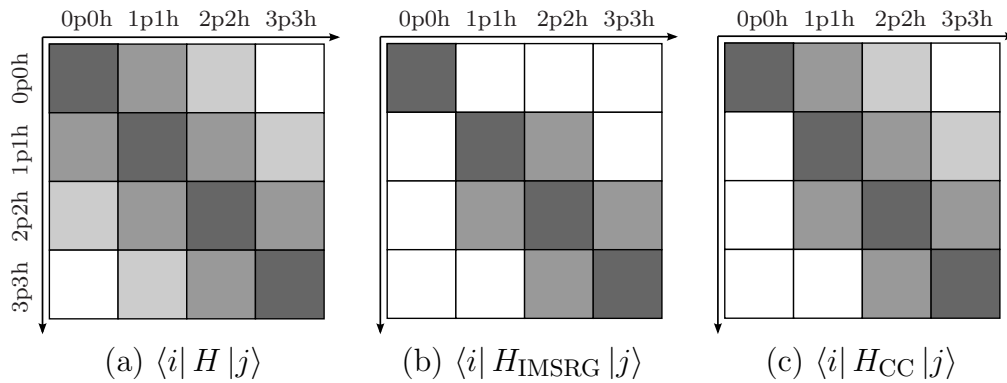 0p0h 1p1h 2p2h 3p3h
0p0h
1p1h
2p2h
3p3h
(a) ⟨i| H |j⟩
0p0h 1p1h 2p2h 3p3h
(b) ⟨i| H_IMSRG |j⟩
0p0h 1p1h 2p2h 3p3h
(c) ⟨i| H_CC |j⟩